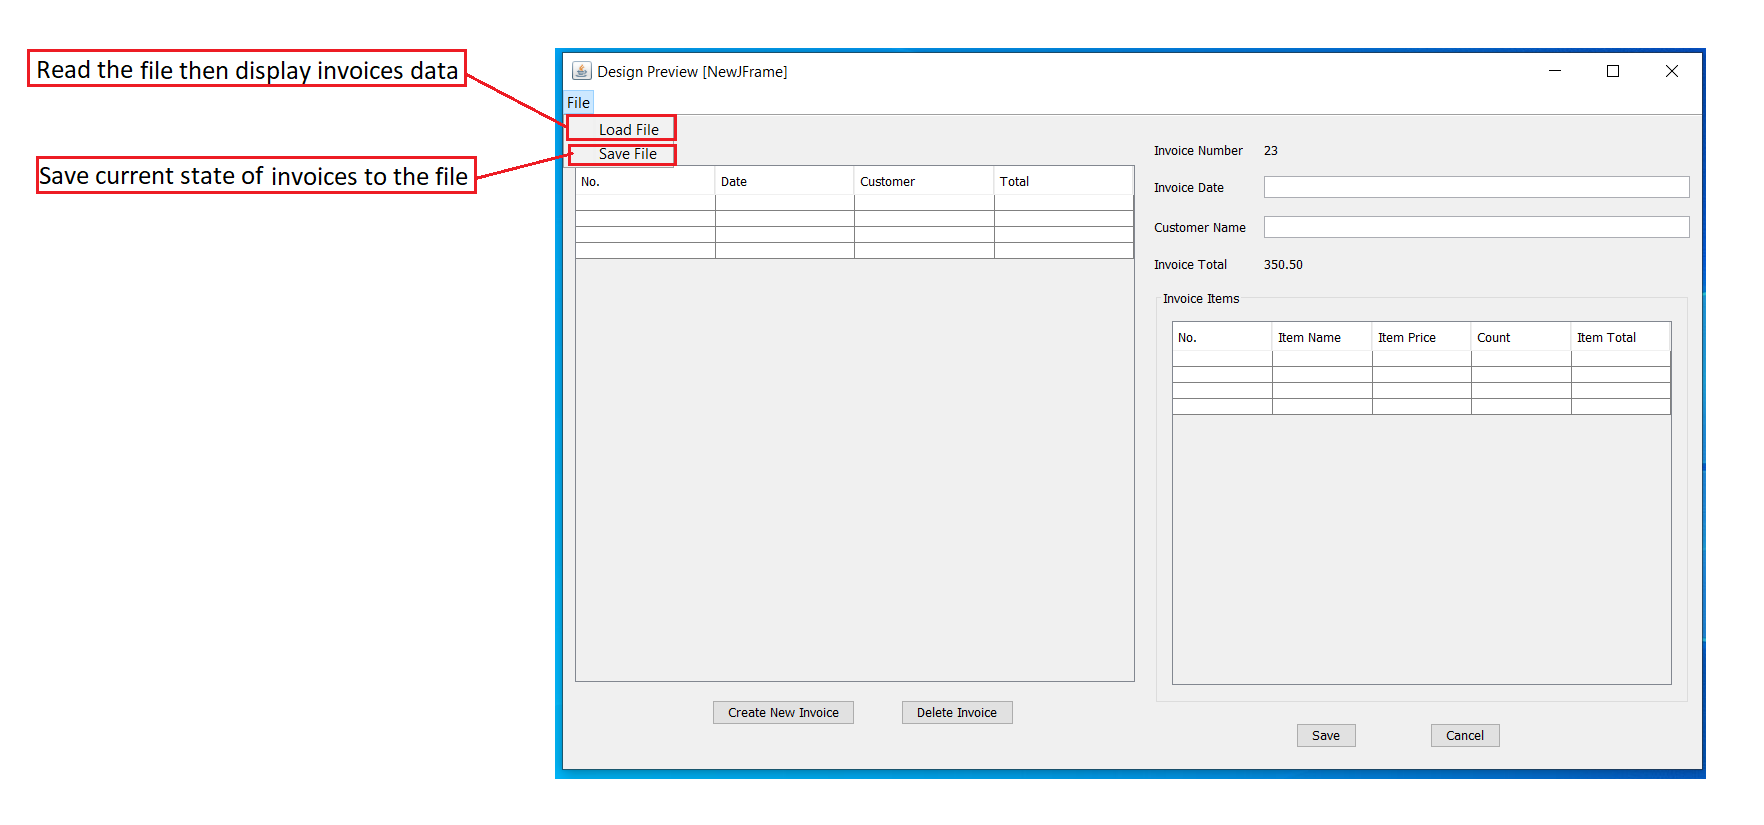 Read the file then display invoices data
Save current state of invoices to the file
Design Preview [NewJFrame]
File
Load File
Save File
No. Date Customer Total
Create New Invoice Delete Invoice
Invoice Number 23
Invoice Date
Customer Name
Invoice Total 350.50
Invoice Items
No. Item Name Item Price Count Item Total
Save Cancel